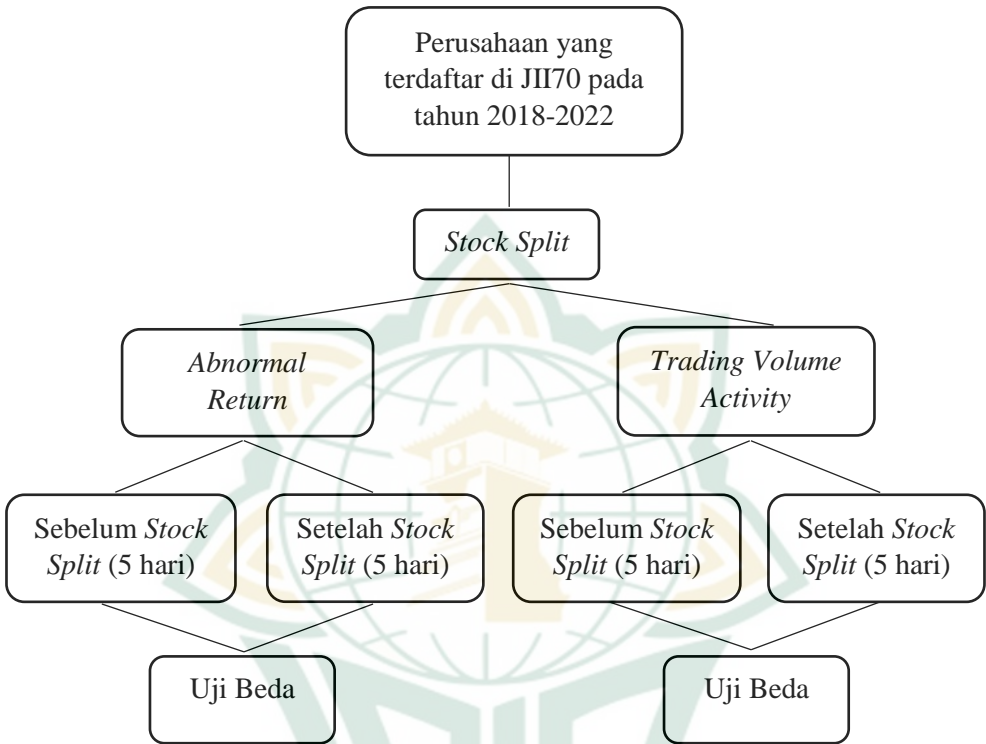 Perusahaan yang
terdaftar di JII70 pada
tahun 2018-2022
Stock Split
Abnormal
Return
Trading Volume
Activity
Sebelum Stock
Split (5 hari)
Setelah Stock
Split (5 hari)
Sebelum Stock
Split (5 hari)
Setelah Stock
Split (5 hari)
Uji Beda
Uji Beda